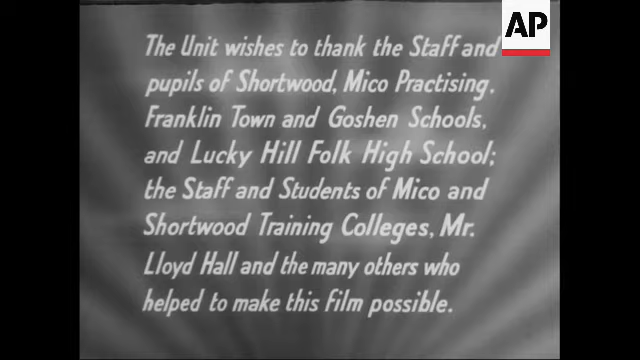 AP
The Unit wishes to thank the Staff and
pupils of Shortwood, Mico Practising,
Franklin Town and Goshen Schools,
and Lucky Hill Folk High School;
the Staff and Students of Mico and
Shortwood Training Colleges, Mr.
Lloyd Hall and the many others who
helped to make this film possible.